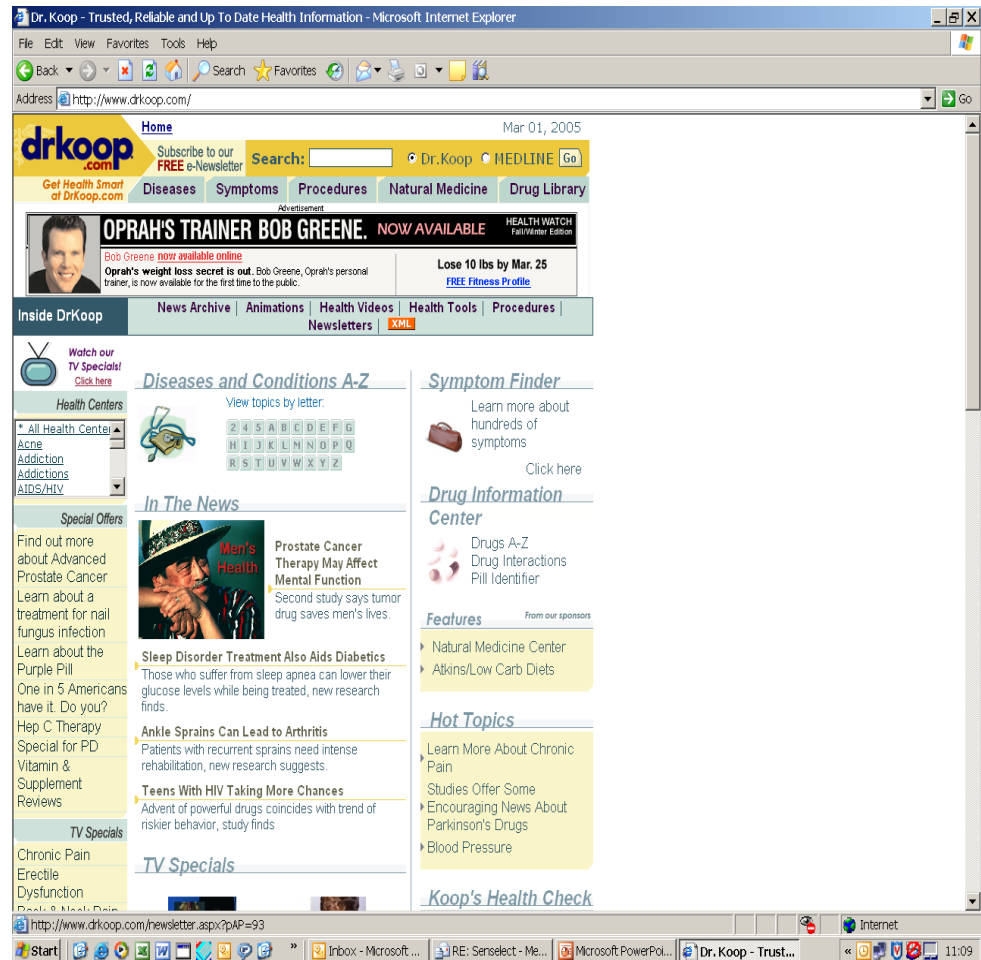 Dr. Koop - Trusted, Reliable and Up To Date Health Information - Microsoft Internet Explorer
File Edit View Favorites Tools Help
Back Search Favorites
Address http://www.drkoop.com/ Go
drkoop
.com
Get Health Smart
at DrKoop.com
Home
Mar 01, 2005
Subscribe to our
FREE e-Newsletter
Search: Dr.Koop MEDLINE Go
Diseases Symptoms Procedures Natural Medicine Drug Library
Advertisement
OPRAH'S TRAINER BOB GREENE. NOW AVAILABLE
HEALTH WATCH
Fall/Winter Edition
Bob Greene now available online
Oprah's weight loss secret is out. Bob Greene, Oprah's personal
trainer, is now available for the first time to the public.
Lose 10 lbs by Mar. 25
FREE Fitness Profile
Inside DrKoop
News Archive | Animations | Health Videos | Health Tools | Procedures |
Newsletters | XML
Watch our
TV Specials!
Click here
Health Centers
* All Health Center
Acne
Addiction
Addictions
AIDS/HIV
Special Offers
Find out more
about Advanced
Prostate Cancer
Learn about a
treatment for nail
fungus infection
Learn about the
Purple Pill
One in 5 Americans
have it. Do you?
Hep C Therapy
Special for PD
Vitamin &
Supplement
Reviews
TV Specials
Chronic Pain
Erectile
Dysfunction
Back & Neck Pain
Diseases and Conditions A-Z
View topics by letter:
2 4 5 A B C D E F G
H I J K L M N O P Q
R S T U V W X Y Z
In The News
Men's
Health
Prostate Cancer
Therapy May Affect
Mental Function
Second study says tumor
drug saves men's lives.
Sleep Disorder Treatment Also Aids Diabetics
Those who suffer from sleep apnea can lower their
glucose levels while being treated, new research
finds.
Ankle Sprains Can Lead to Arthritis
Patients with recurrent sprains need intense
rehabilitation, new research suggests.
Teens With HIV Taking More Chances
Advent of powerful drugs coincides with trend of
riskier behavior, study finds
TV Specials
Symptom Finder
Learn more about
hundreds of
symptoms
Click here
Drug Information
Center
Drugs A-Z
Drug Interactions
Pill Identifier
Features
From our sponsors
Natural Medicine Center
Atkins/Low Carb Diets
Hot Topics
Learn More About Chronic
Pain
Studies Offer Some
Encouraging News About
Parkinson's Drugs
Blood Pressure
Koop's Health Check
http://www.drkoop.com/newsletter.aspx?pAP=93
Internet
Start
»
Inbox - Microsoft ...
RE: Senselect - Me...
Microsoft PowerPoi...
Dr. Koop - Trust...
«
11:09